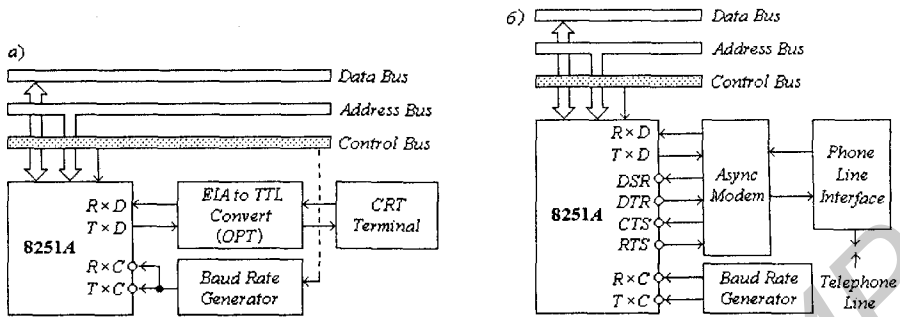 а)
Data Bus
Address Bus
Control Bus
R×D
T×D
8251A
R×C
T×C
EIA to TTL
Convert
(OPT)
CRT
Terminal
Baud Rate
Generator
б)
Data Bus
Address Bus
Control Bus
R×D
T×D
DSR
DTR
8251A
CTS
RTS
R×C
T×C
Async
Modem
Phone
Line
Interface
Baud Rate
Generator
Telephone
Line